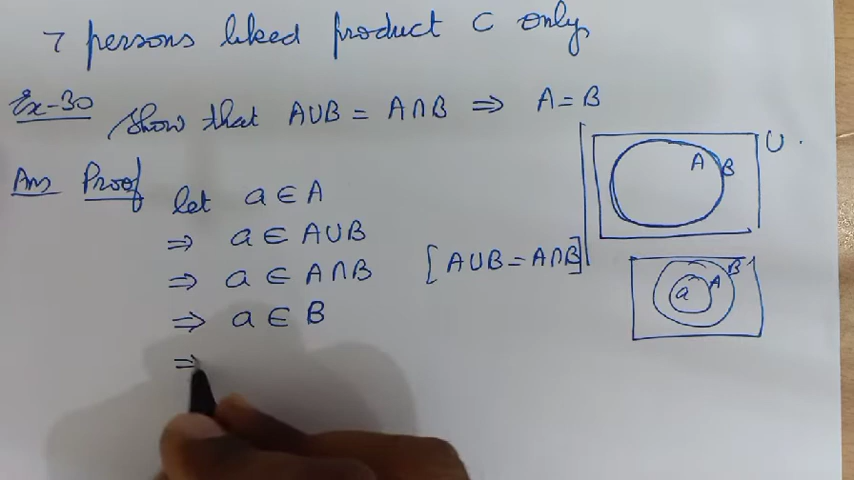 7 persons liked product C only
Ex-30 Show that A∪B = A∩B ⇒ A = B
Ans Proof let a ∈ A
⇒ a ∈ A∪B
⇒ a ∈ A∩B [A∪B = A∩B]
⇒ a ∈ B
⇒
A B U
a A B